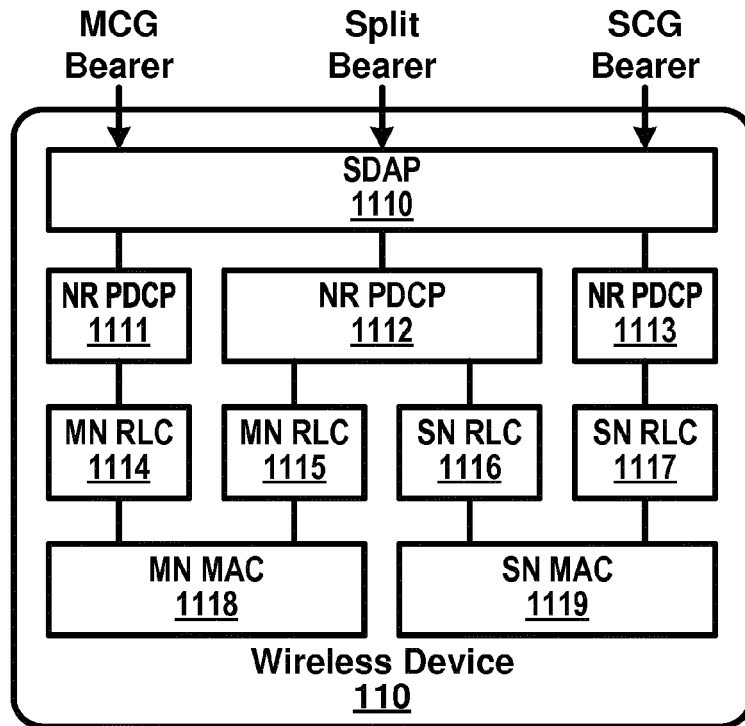 MCG Bearer
Split Bearer
SCG Bearer
SDAP
1110
NR PDCP
1111
NR PDCP
1112
NR PDCP
1113
MN RLC
1114
MN RLC
1115
SN RLC
1116
SN RLC
1117
MN MAC
1118
SN MAC
1119
Wireless Device
110